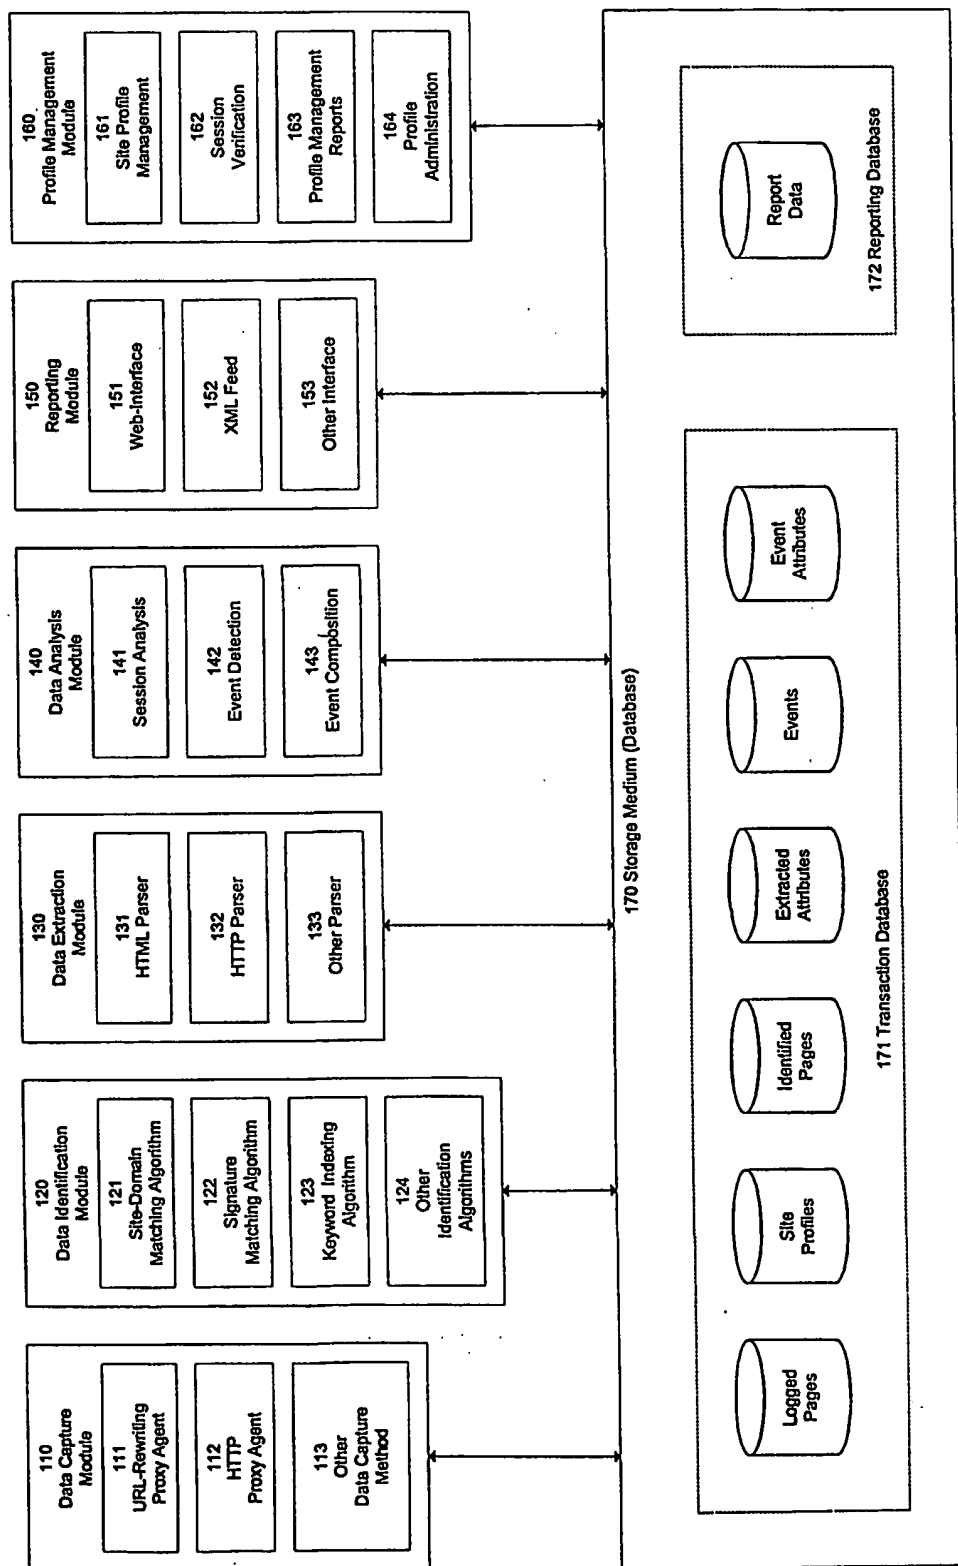 110
Data Capture
Module
111
URL-Rewriting
Proxy Agent
112
HTTP
Proxy Agent
113
Other
Data Capture
Method
120
Data Identification
Module
121
Site-Domain
Matching Algorithm
122
Signature
Matching Algorithm
123
Keyword Indexing
Algorithm
124
Other
Identification
Algorithms
130
Data Extraction
Module
131
HTML Parser
132
HTTP Parser
133
Other Parser
140
Data Analysis
Module
141
Session Analysis
142
Event Detection
143
Event Composition
150
Reporting
Module
151
Web-Interface
152
XML Feed
153
Other Interface
160
Profile Management
Module
161
Site Profile
Management
162
Session
Verification
163
Profile Management
Reports
164
Profile
Administration
170 Storage Medium (Database)
Logged
Pages
Site
Profiles
Identified
Pages
Extracted
Attributes
Events
Event
Attributes
171 Transaction Database
Report
Data
172 Reporting Database